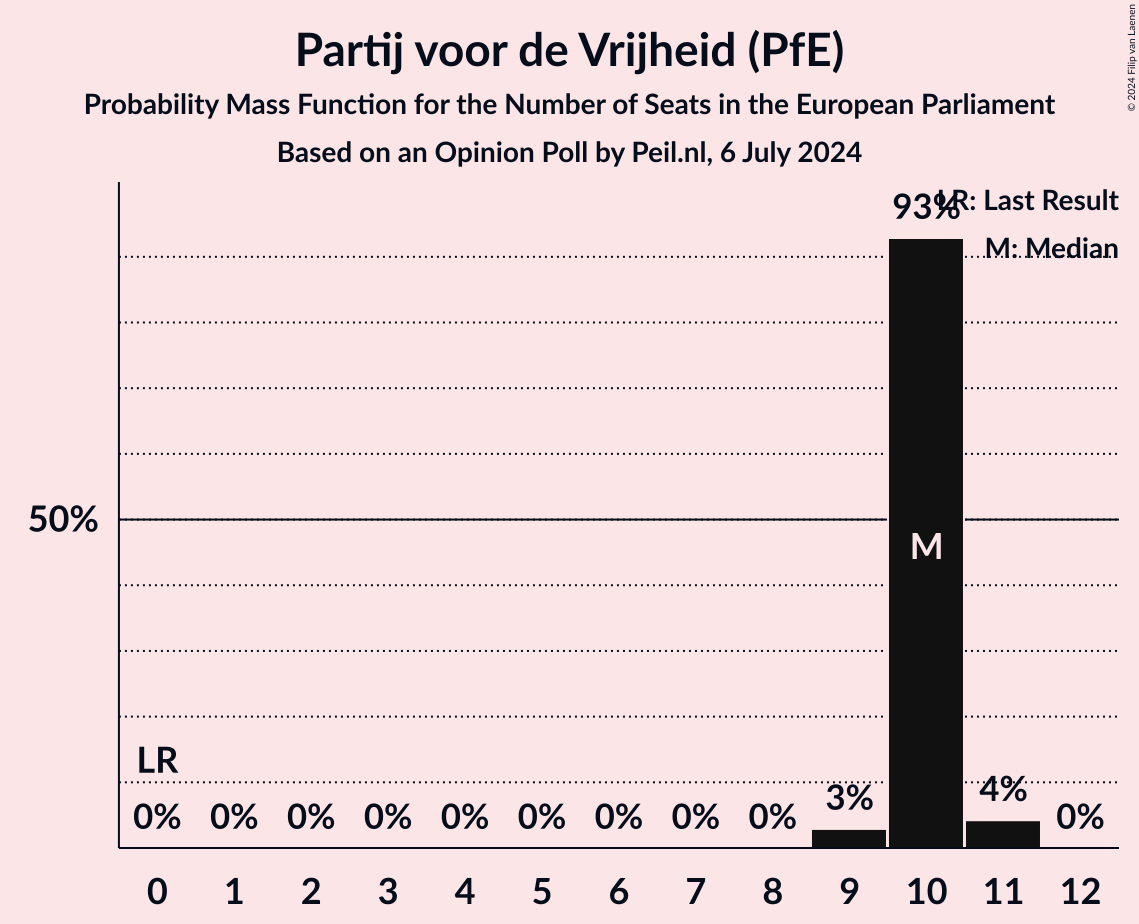 Partij voor de Vrijheid (PfE)
Probability Mass Function for the Number of Seats in the European Parliament
Based on an Opinion Poll by Peil.nl, 6 July 2024
© 2024 Filip van Laenen
93%
LR: Last Result
M: Median
50%
M
LR
0% 0% 0% 0% 0% 0% 0% 0% 0% 3% 4% 0%
0 1 2 3 4 5 6 7 8 9 10 11 12